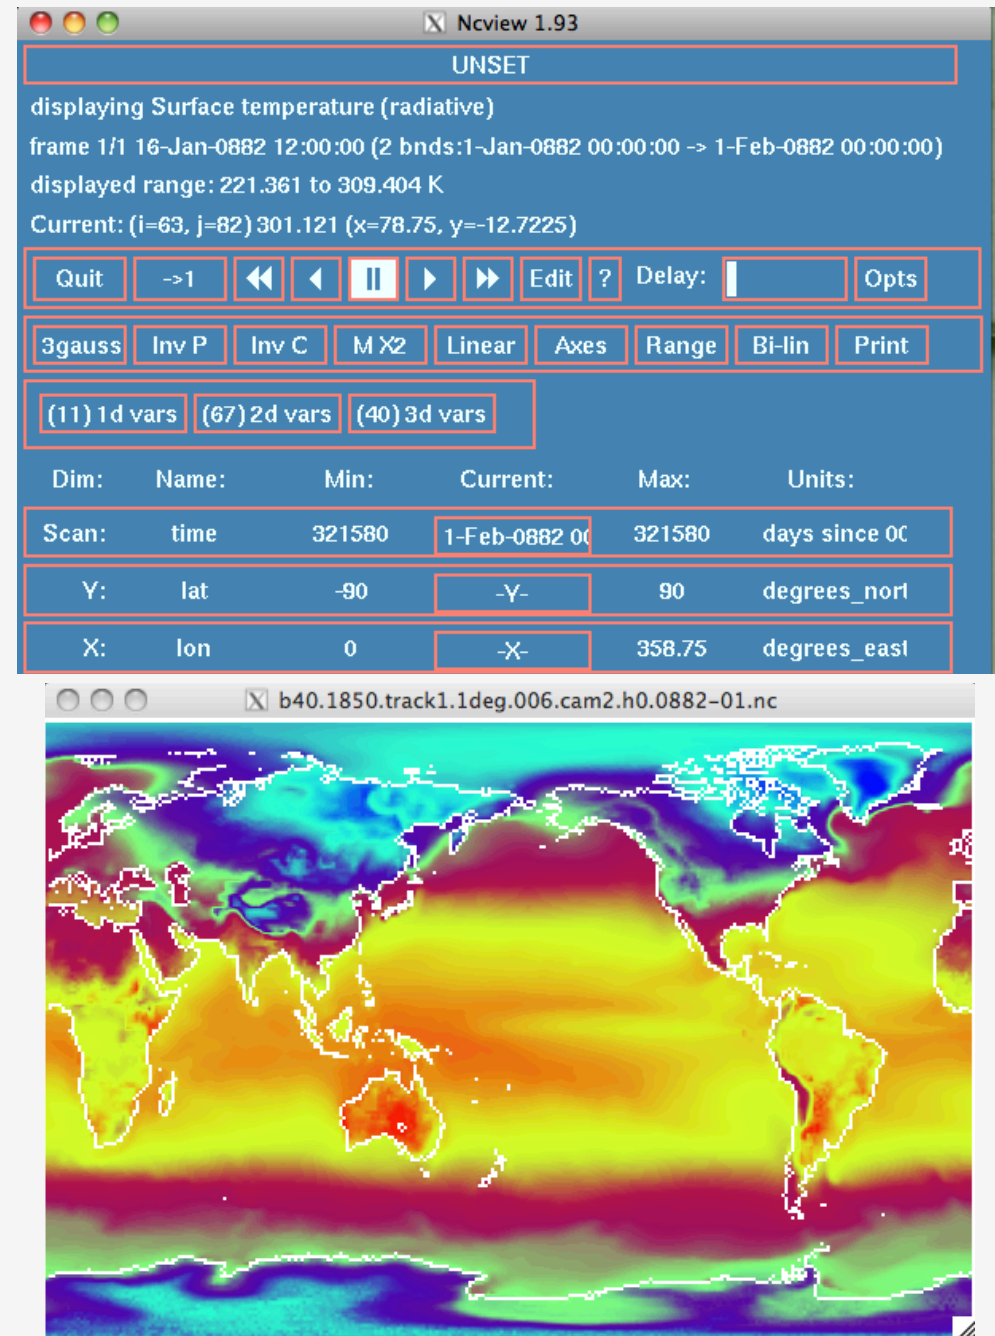 Ncview 1.93
UNSET
displaying Surface temperature (radiative)
frame 1/1 16-Jan-0882 12:00:00 (2 bnds:1-Jan-0882 00:00:00 -> 1-Feb-0882 00:00:00)
displayed range: 221.361 to 309.404 K
Current: (i=63, j=82) 301.121 (x=78.75, y=-12.7225)
Quit ->1 Edit ? Delay: Opts
3gauss Inv P Inv C M X2 Linear Axes Range Bi-lin Print
(11) 1d vars (67) 2d vars (40) 3d vars
Dim: Name: Min: Current: Max: Units:
Scan: time 321580 1-Feb-0882 00 321580 days since 00
Y: lat -90 -Y- 90 degrees_nort
X: lon 0 -X- 358.75 degrees_east
b40.1850.track1.1deg.006.cam2.h0.0882-01.nc